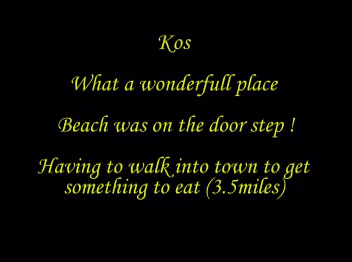 Kos
What a wonderfull place
Beach was on the door step !
Having to walk into town to get
something to eat (3.5miles)